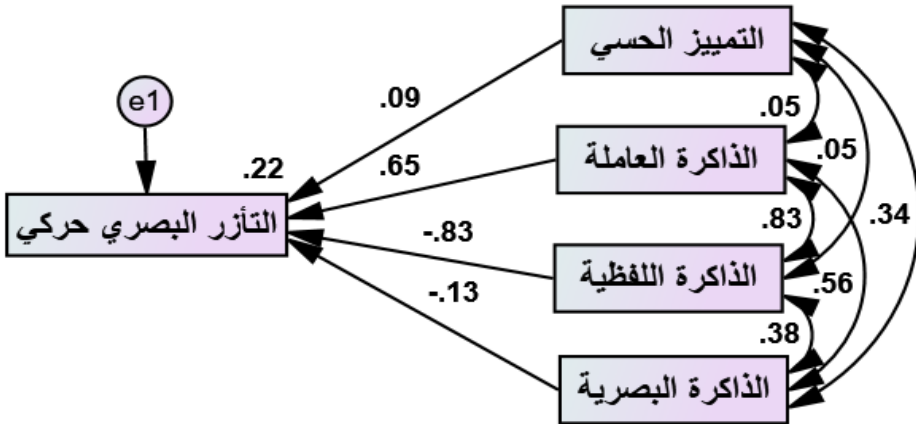 التمييز الحسي
e1
.09
.05
.22
.65
الذاكرة العاملة
.05
التأزر البصري حركي
-.83
.83
.34
الذاكرة اللفظية
-.13
.56
.38
الذاكرة البصرية